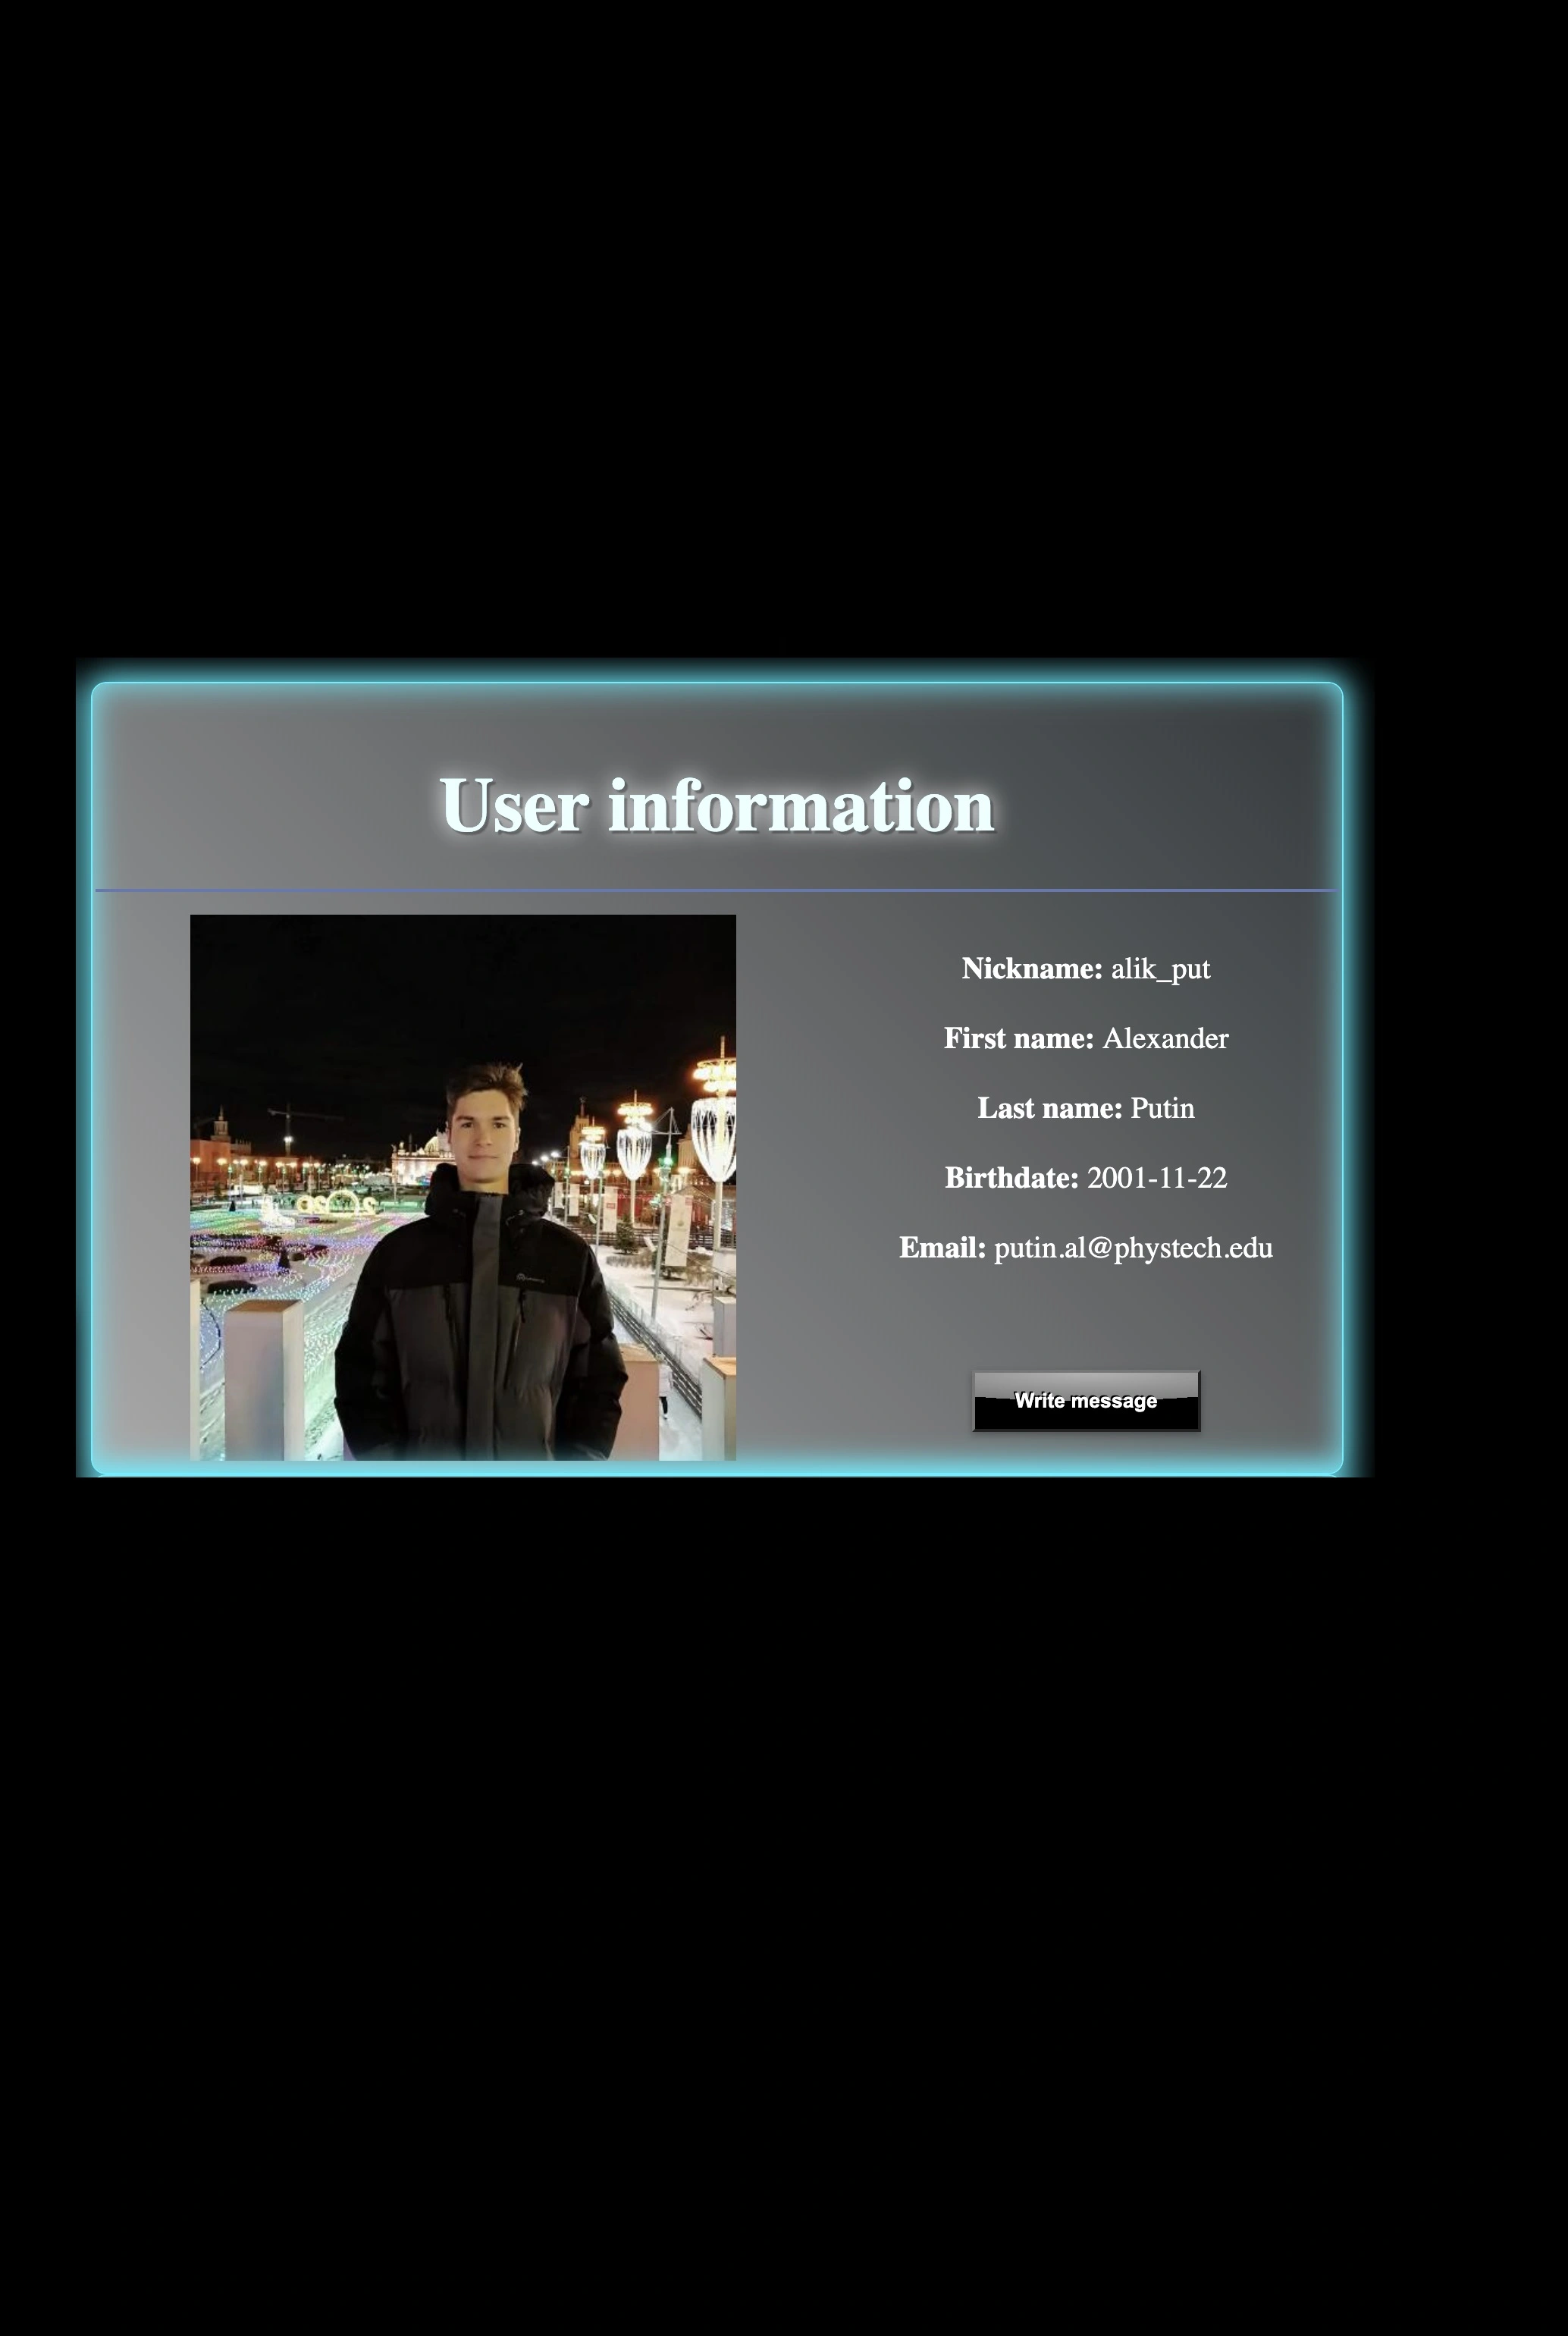 User information
Nickname: alik_put
First name: Alexander
Last name: Putin
Birthdate: 2001-11-22
Email: putin.al@phystech.edu
Write message